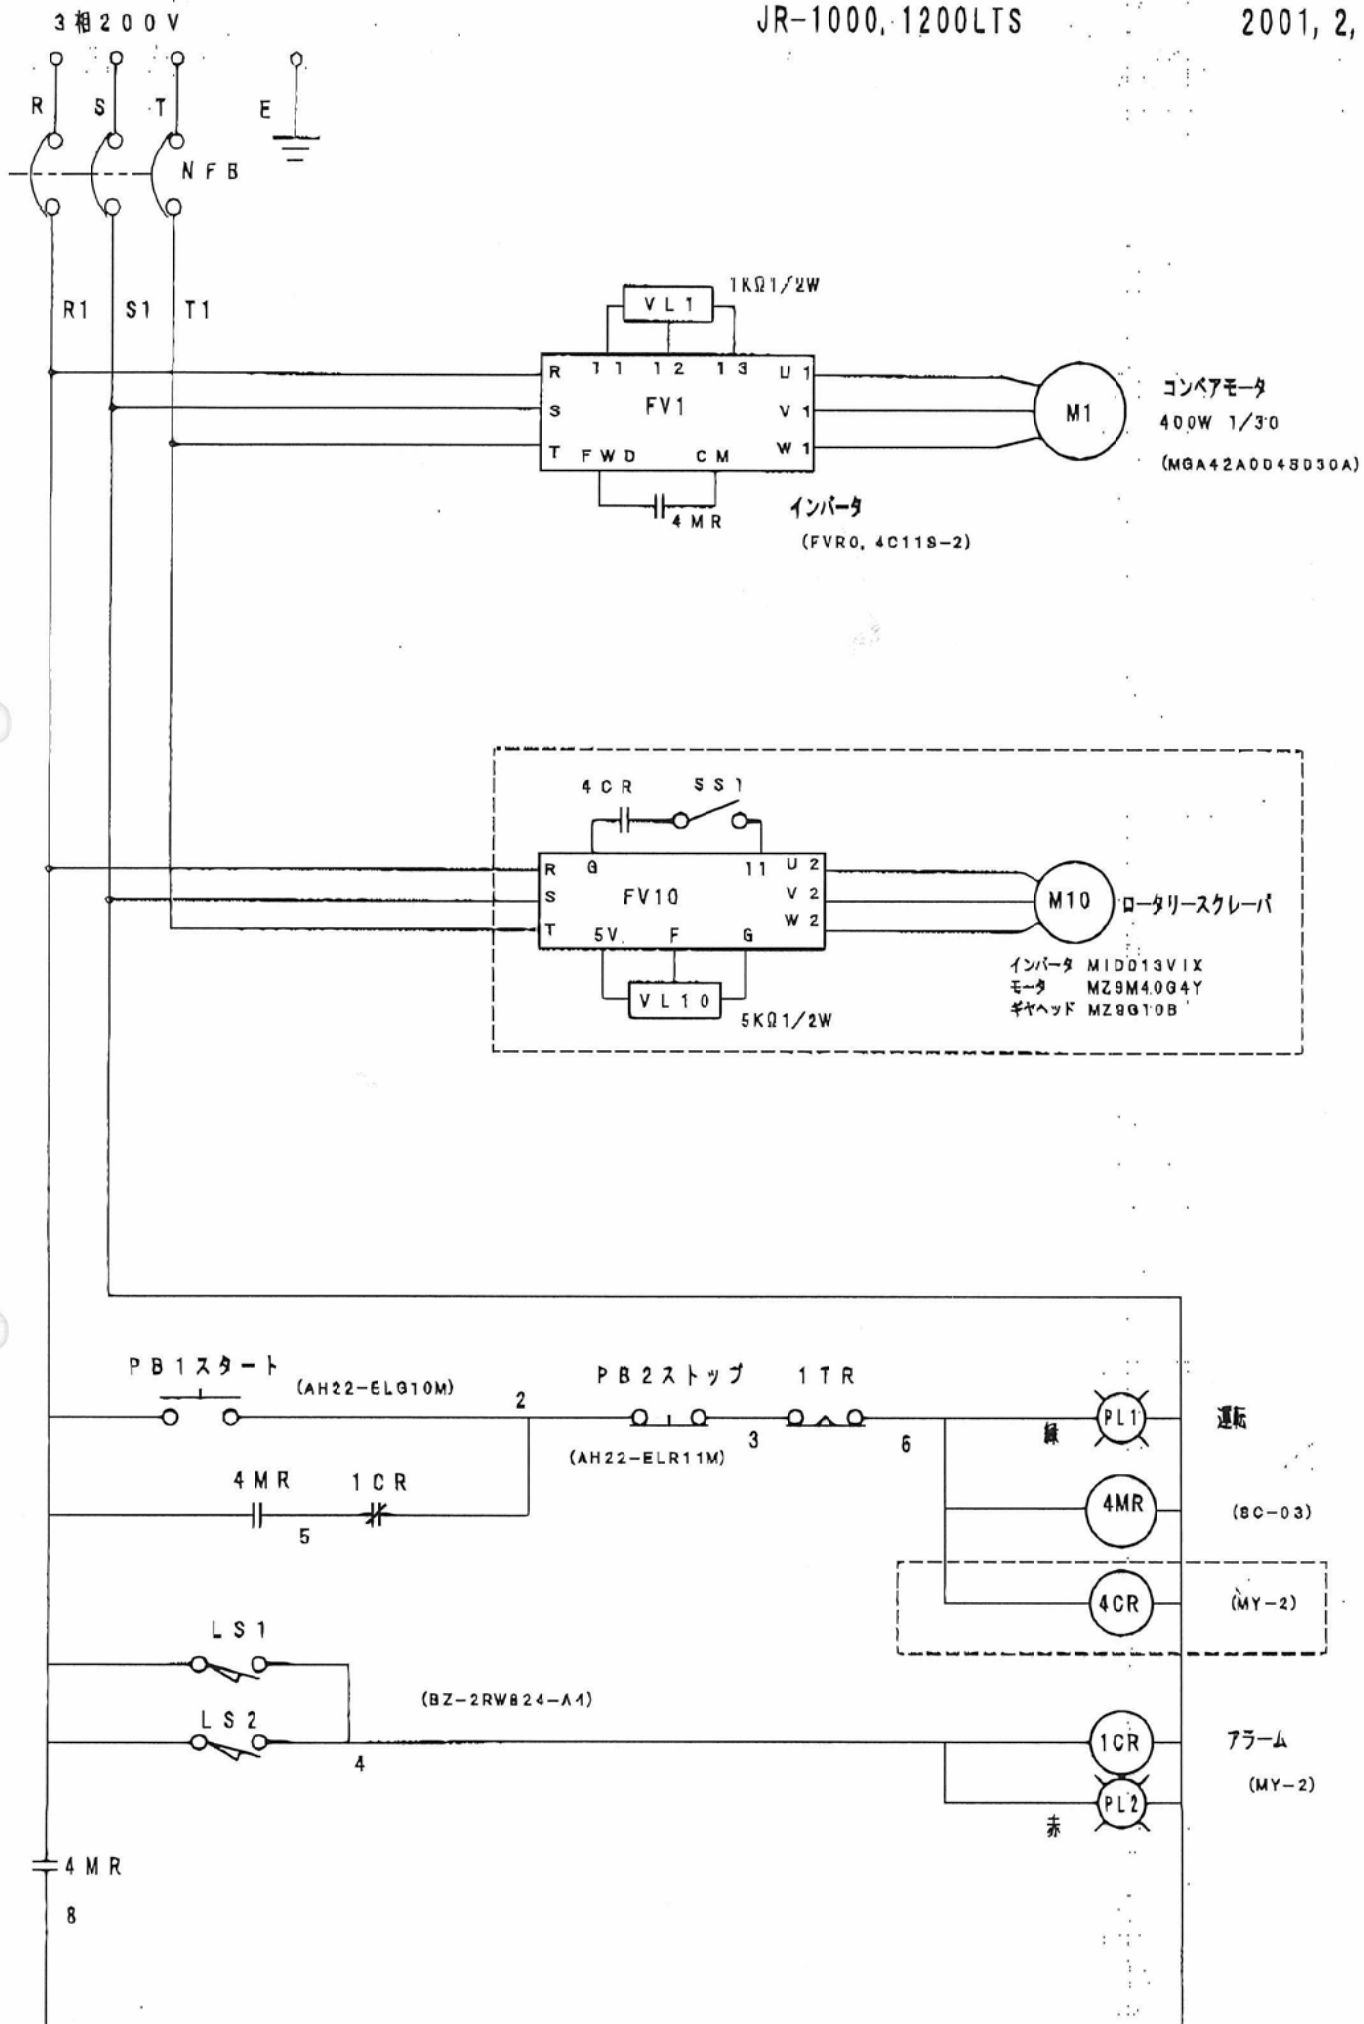 3相200V
JR-1000, 1200LTS
2001, 2,
R S T E
NFB
R1 S1 T1
1KΩ1/2W
VL1
R 11 12 13 U1
S FV1 V1
T FWD CM W1
M1
コンベアモータ
400W 1/30
4MR
インバータ
(FVR0, 4C11S-2)
4CR SS1
R G 11 U2
S FV10 V2
T 5V F G W2
M10
ロータリースクレーパ
VL10
5KΩ1/2W
インバータ
モータ
ギヤヘッド
PB1スタート
(AH22-ELG10M)
2
PB2ストップ
1TR
(AH22-ELR11M)
3
6
緑
PL1
運転
4MR 1CR
5
4MR
(SC-03)
4CR
(MY-2)
LS1
(BZ-2RW824-A4)
LS2
4
1CR
アラーム
(MY-2)
赤
PL2
4MR
8